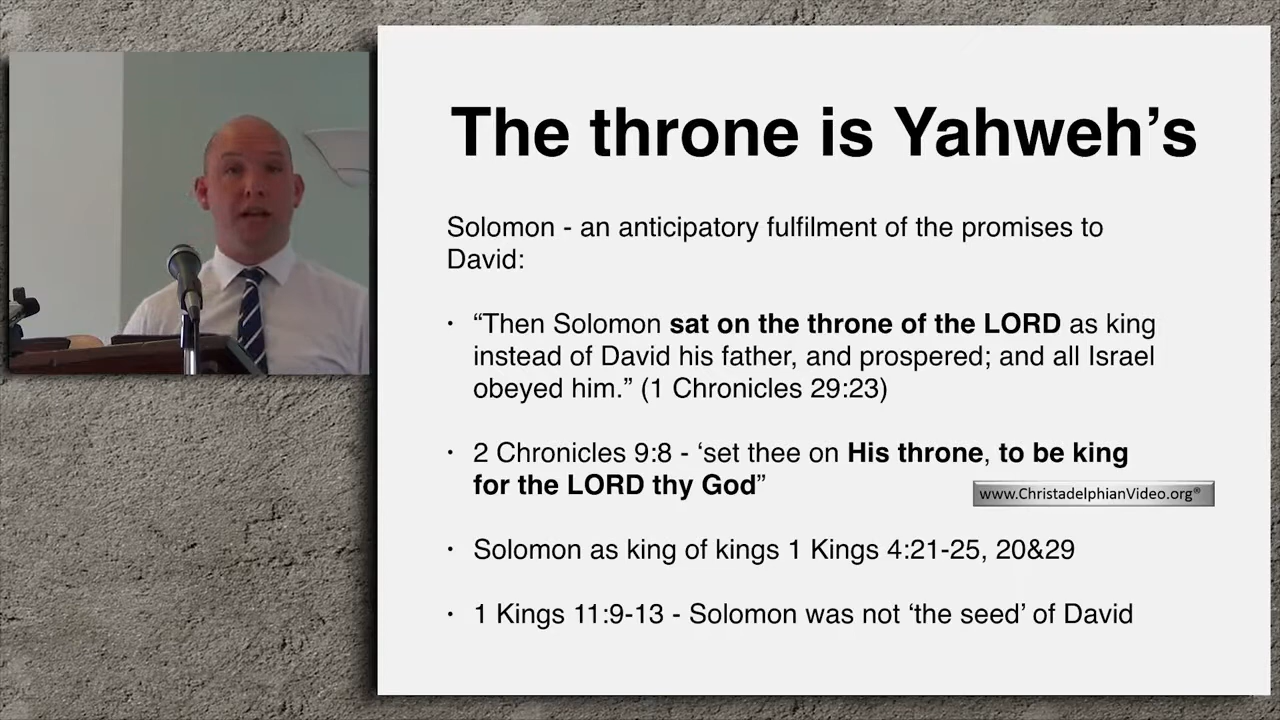 The throne is Yahweh’s
Solomon - an anticipatory fulfilment of the promises to
David:
• “Then Solomon sat on the throne of the LORD as king
instead of David his father, and prospered; and all Israel
obeyed him.” (1 Chronicles 29:23)
• 2 Chronicles 9:8 - ‘set thee on His throne, to be king
for the LORD thy God”
www.ChristadelphianVideo.org®
• Solomon as king of kings 1 Kings 4:21-25, 20&29
• 1 Kings 11:9-13 - Solomon was not ‘the seed’ of David